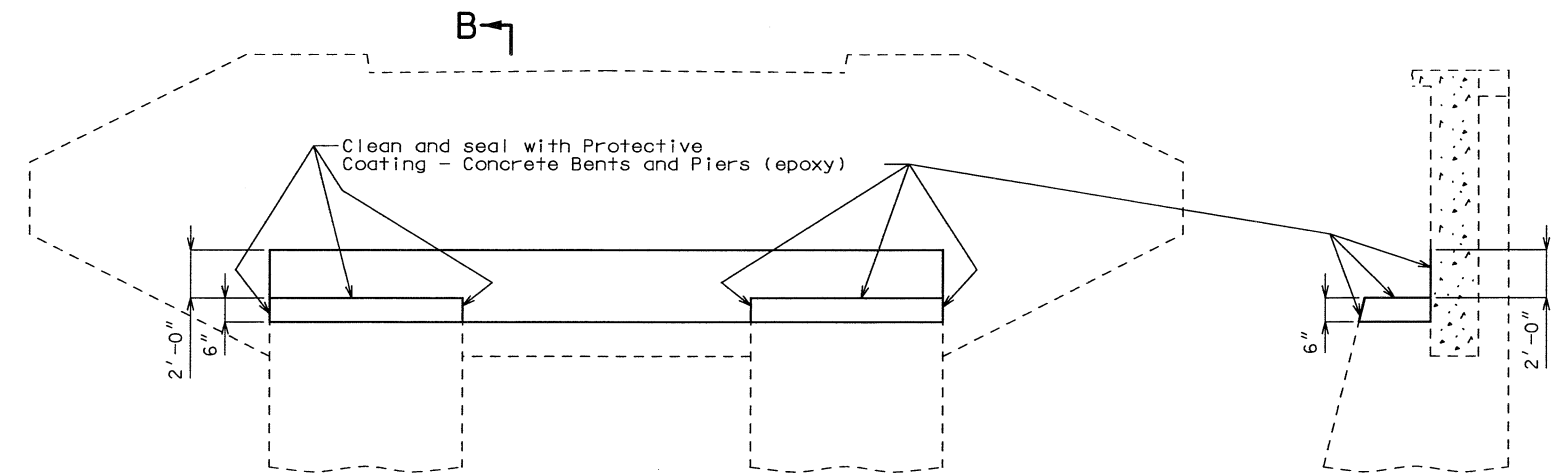 B
Clean and seal with Protective
Coating - Concrete Bents and Piers (epoxy)
2'-0"
6"
6"
2'-0"